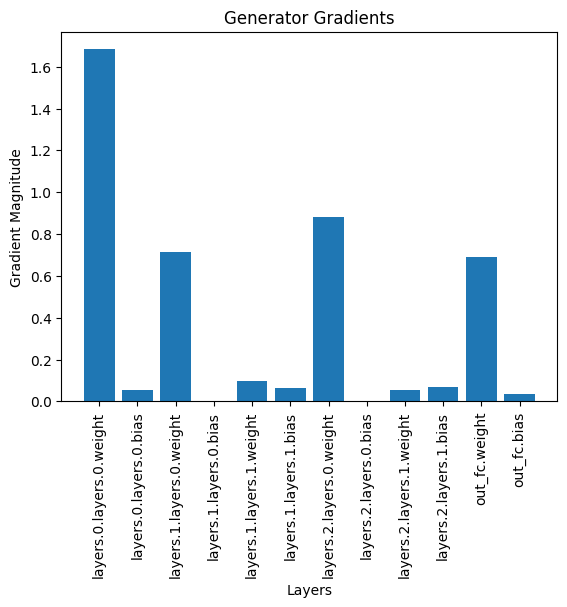 Generator Gradients
Gradient Magnitude
1.6
1.4
1.2
1.0
0.8
0.6
0.4
0.2
0.0
layers.0.layers.0.weight
layers.0.layers.0.bias
layers.1.layers.0.weight
layers.1.layers.0.bias
layers.1.layers.1.weight
layers.1.layers.1.bias
layers.2.layers.0.weight
layers.2.layers.0.bias
layers.2.layers.1.weight
layers.2.layers.1.bias
out_fc.weight
out_fc.bias
Layers